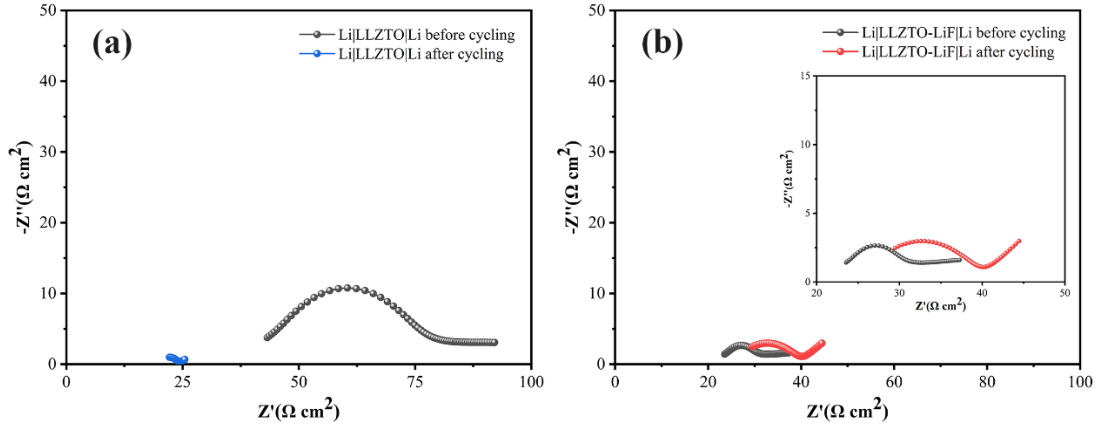 (a)
Li|LLZTO|Li before cycling
Li|LLZTO|Li after cycling
-Z''(Ω cm²)
50
40
30
20
10
0
0
25
50
75
100
Z'(Ω cm²)
(b)
Li|LLZTO-LiF|Li before cycling
Li|LLZTO-LiF|Li after cycling
-Z''(Ω cm²)
50
40
30
20
10
0
0
20
40
60
80
100
Z'(Ω cm²)
-Z''(Ω cm²)
15
10
5
0
20
30
40
50
Z'(Ω cm²)